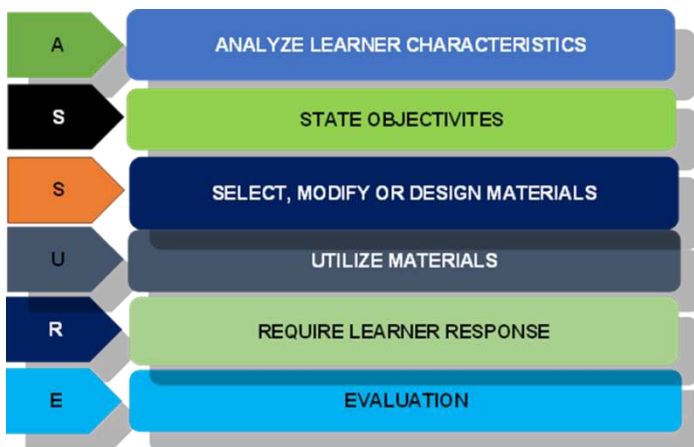 A ANALYZE LEARNER CHARACTERISTICS
S STATE OBJECTIVITES
S SELECT, MODIFY OR DESIGN MATERIALS
U UTILIZE MATERIALS
R REQUIRE LEARNER RESPONSE
E EVALUATION